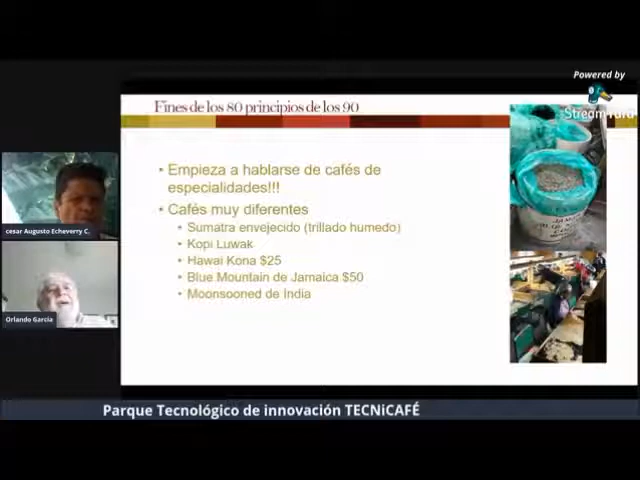 Powered by
StreamYard
Fines de los 80 principios de los 90
• Empieza a hablarse de cafés de
especialidades!!!
• Cafés muy diferentes
• Sumatra envejecido (trillado humedo)
• Kopi Luwak
• Hawai Kona $25
• Blue Mountain de Jamaica $50
• Moonsooned de India
cesar Augusto Echeverry C.
Orlando García
Parque Tecnológico de innovación TECNiCAFÉ